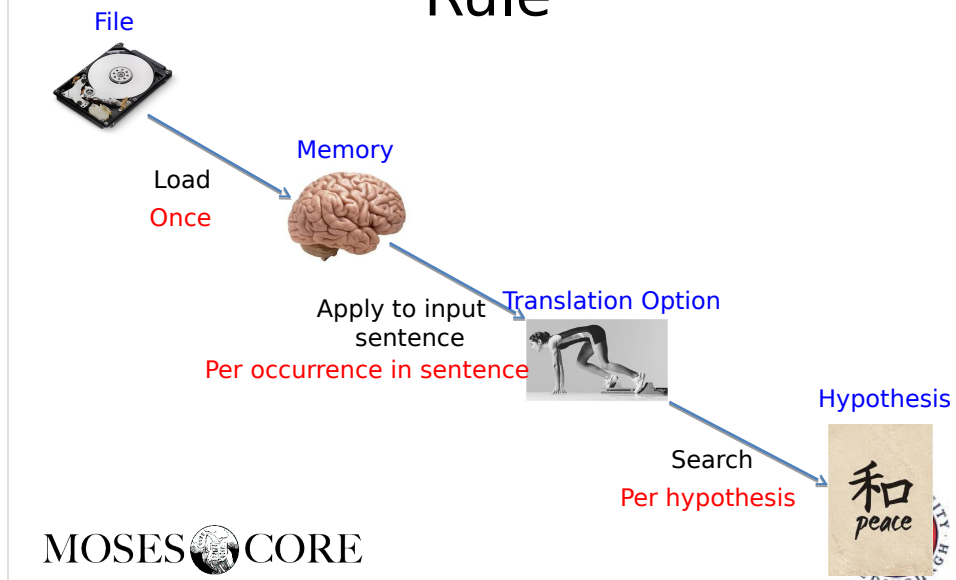 Rule
File
Memory
Load
Once
Translation Option
Apply to input
sentence
Per occurrence in sentence
Hypothesis
Search
Per hypothesis
和
peace
MOSES CORE